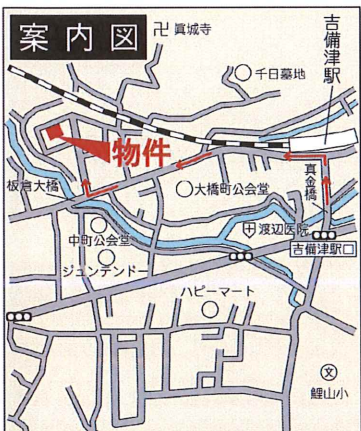 案内図
卍 眞城寺
吉備津駅
千日墓地
物件
板倉大橋
大橋町公会堂
真金橋
中町公会堂
渡辺医院
吉備津駅口
ジュンテンドー
ハピーマート
文
鯉山小